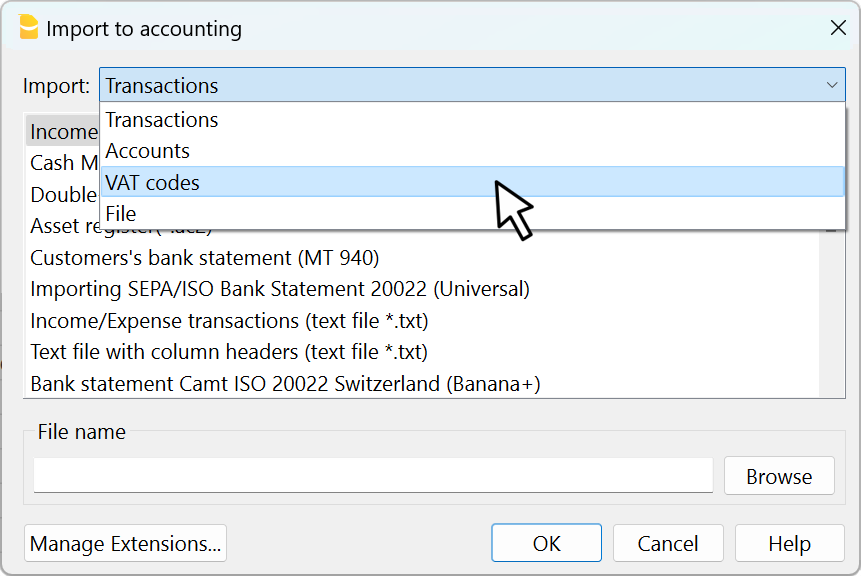 Import to accounting
Import: Transactions
Transactions
Accounts
VAT codes
File
Income
Cash M
Double
Asset register(*.ac2)
Customers's bank statement (MT 940)
Importing SEPA/ISO Bank Statement 20022 (Universal)
Income/Expense transactions (text file *.txt)
Text file with column headers (text file *.txt)
Bank statement Camt ISO 20022 Switzerland (Banana+)
File name
Browse
Manage Extensions...
OK
Cancel
Help